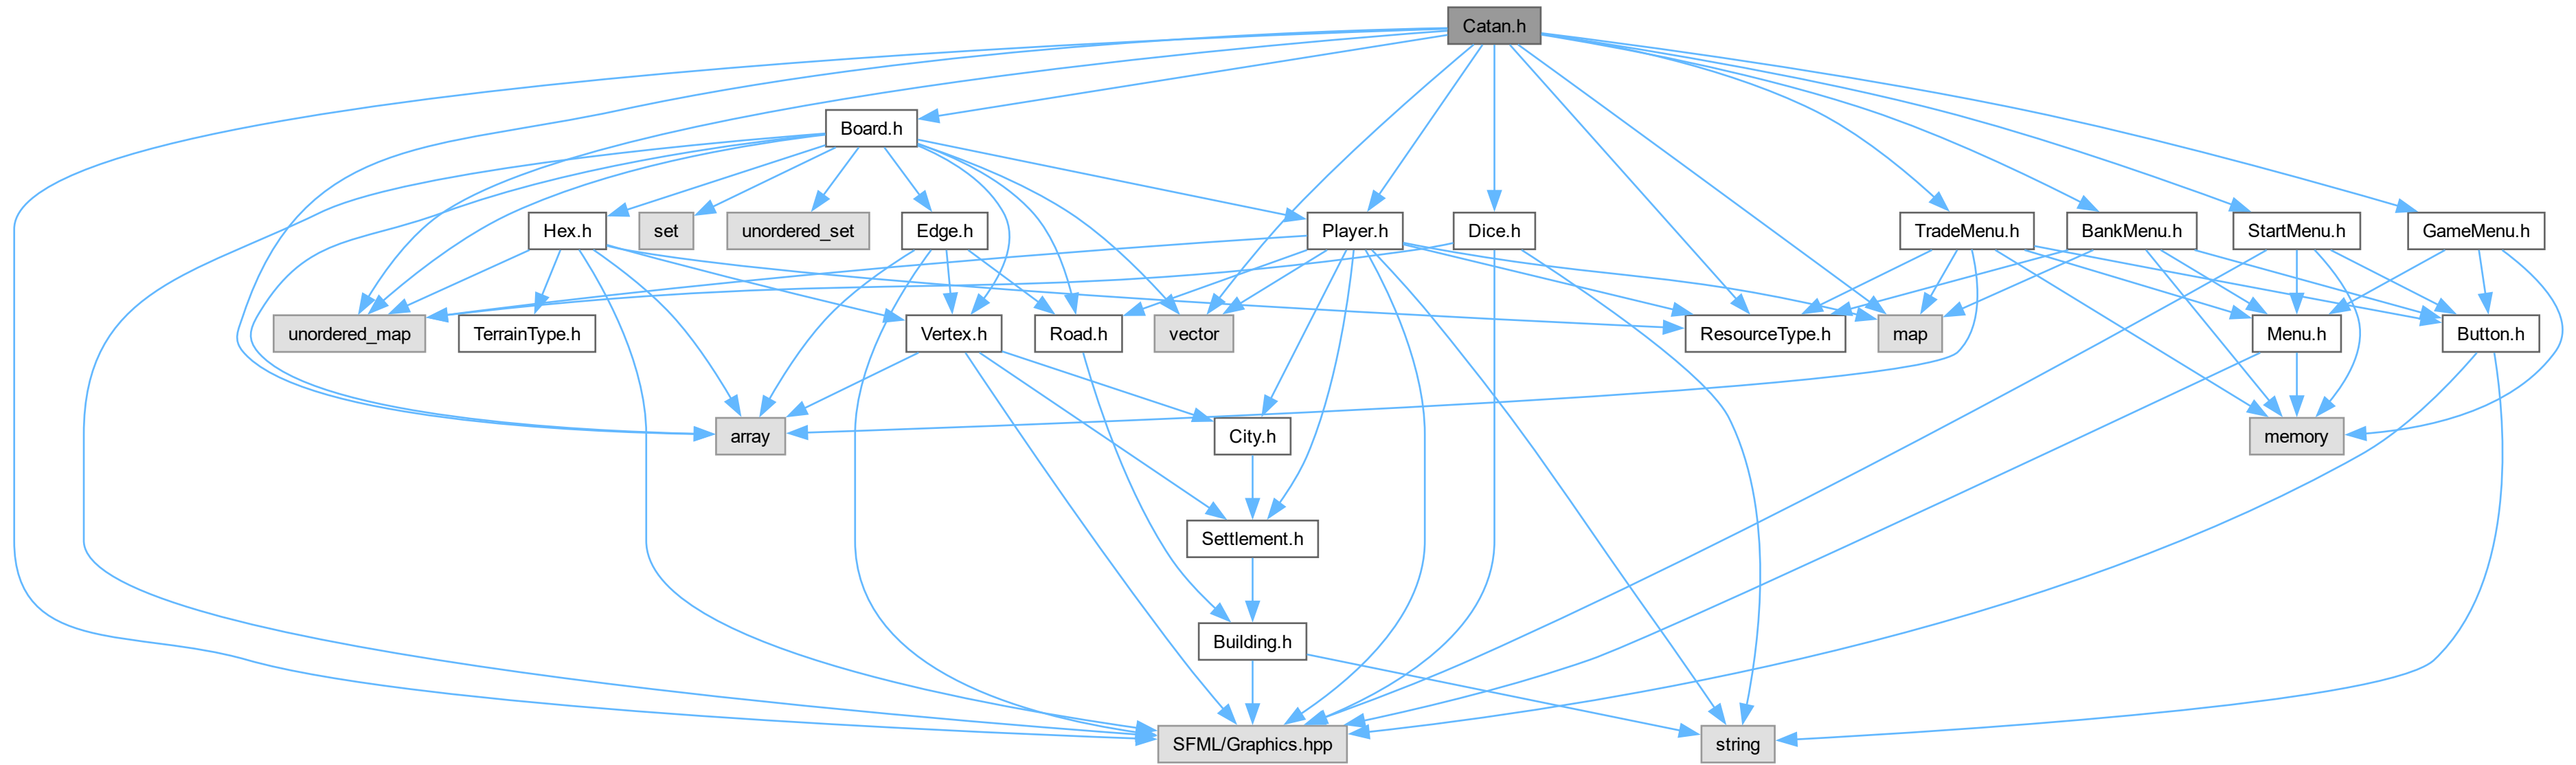 Catan.h
Board.h
Hex.h
set
unordered_set
Edge.h
Player.h
Dice.h
TradeMenu.h
BankMenu.h
StartMenu.h
GameMenu.h
unordered_map
TerrainType.h
Vertex.h
Road.h
vector
ResourceType.h
map
Menu.h
Button.h
array
City.h
memory
Settlement.h
Building.h
SFML/Graphics.hpp
string